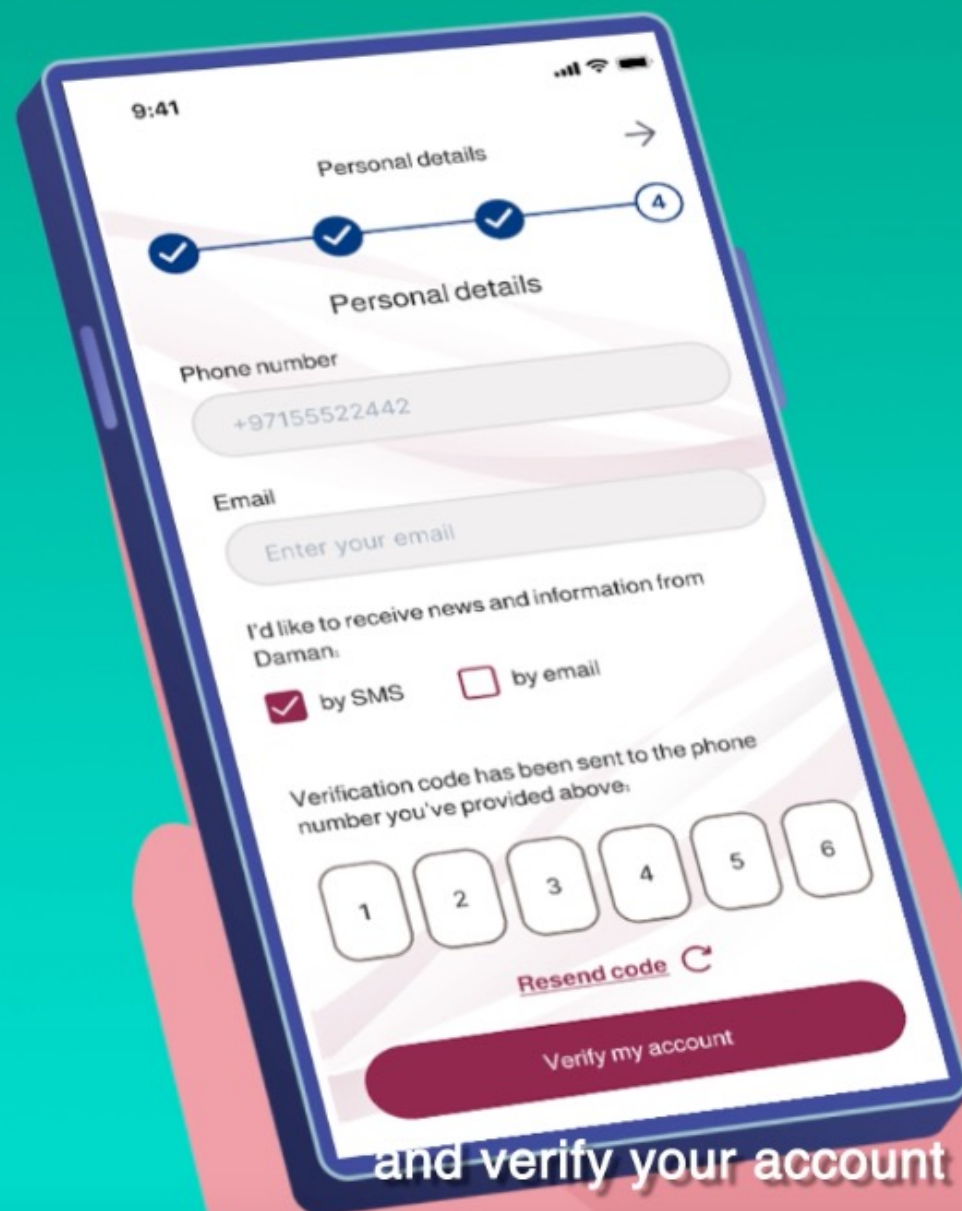 9:41
Personal details
4
Personal details
Phone number
+97155522442
Email
Enter your email
I'd like to receive news and information from
Daman:
by SMS
by email
Verification code has been sent to the phone
number you've provided above:
1 2 3 4 5 6
Resend code
Verify my account
and verify your account